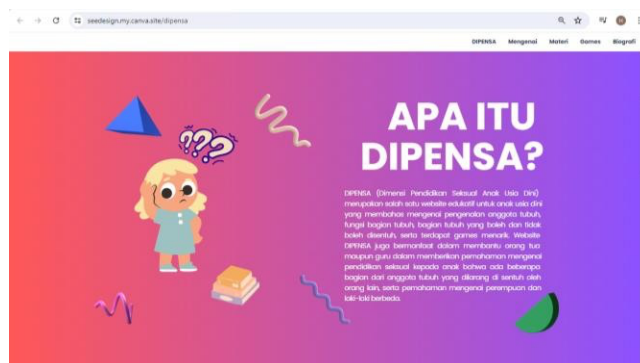 seedesign.my.canva.site/dipensa
DIPENSA Mengenai Materi Games Biografi
???
APA ITU
DIPENSA?
DIPENSA (Dimensi Pendidikan Seksual Anak Usia Dini)
merupakan salah satu website edukatif untuk anak usia dini
yang membahas mengenai pengenalan anggota tubuh,
fungsi bagian tubuh, bagian tubuh yang boleh dan tidak
boleh disentuh, serta terdapat games menarik. Website
DIPENSA juga bermanfaat dalam membantu orang tua
maupun guru dalam memberikan pemahaman mengenai
pendidikan seksual kepada anak bahwa ada beberapa
bagian dari anggota tubuh yang dilarang di sentuh oleh
orang lain, serta pemahaman mengenai perempuan dan
laki-laki berbeda.